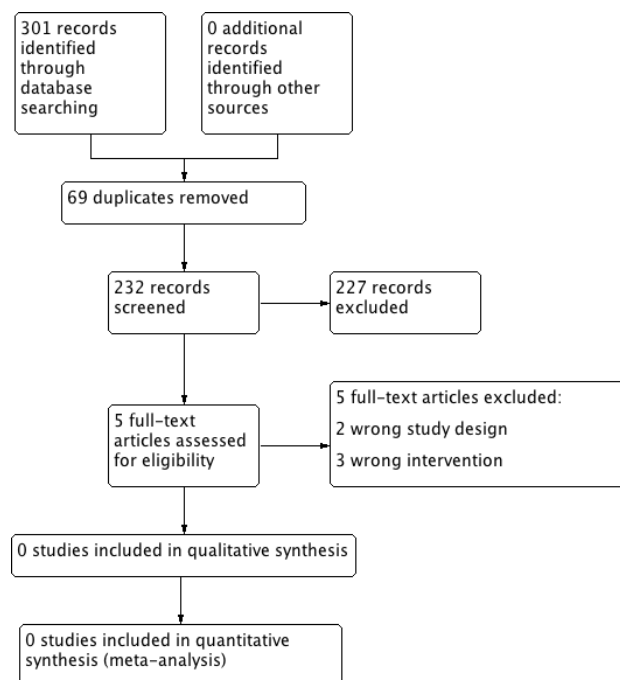 301 records
identified
through
database
searching
0 additional
records
identified
through other
sources
69 duplicates removed
232 records
screened
227 records
excluded
5 full-text
articles assessed
for eligibility
5 full-text articles excluded:
2 wrong study design
3 wrong intervention
0 studies included in qualitative synthesis
0 studies included in quantitative
synthesis (meta-analysis)